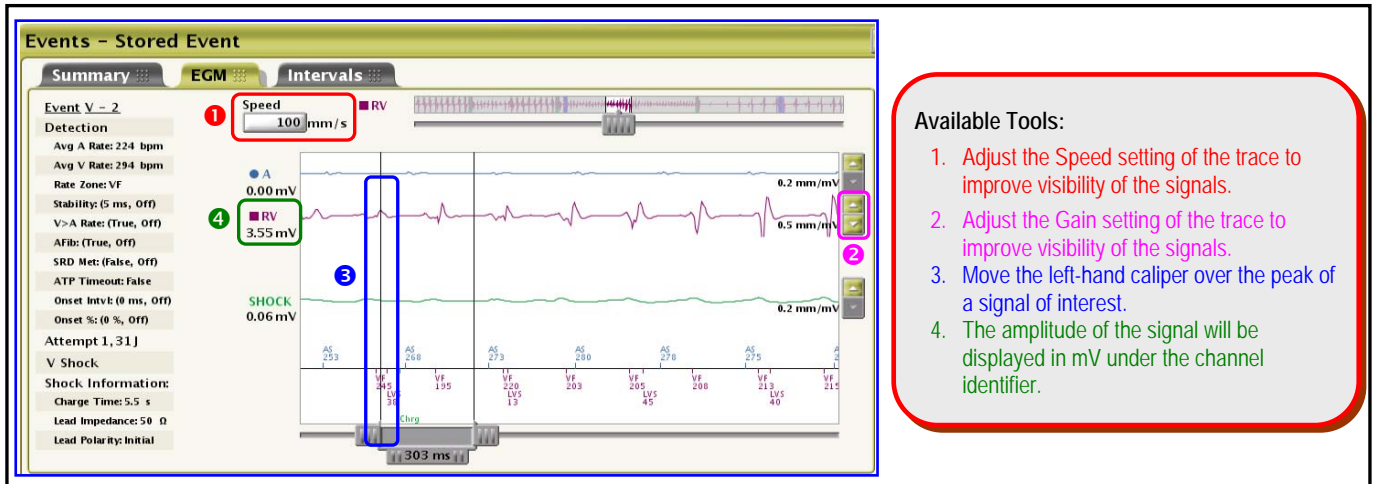 Events - Stored Event
Summary
EGM
Intervals
Event V - 2
Detection
Avg A Rate: 224 bpm
Avg V Rate: 294 bpm
Rate Zone: VF
Stability: (5 ms, Off)
V>A Rate: (True, Off)
AFib: (True, Off)
SRD Met: (False, Off)
ATP Timeout: False
Onset Intvl: (0 ms, Off)
Onset %: (0 %, Off)
Attempt 1, 31 J
V Shock
Shock Information:
Charge Time: 5.5 s
Lead Impedance: 50 Ω
Lead Polarity: Initial
1
Speed
100 mm/s
RV
A
0.00 mV
0.2 mm/mV
4
RV
3.55 mV
0.5 mm/mV
2
3
SHOCK
0.06 mV
0.2 mm/mV
AS AS AS AS AS AS
253 268 273 280 278 275 2
VF VF VF VF VF VF VF VF
245 195 220 203 205 208 213 215
LVS LVS LVS LVS
38 13 45 40
Chrg
303 ms
Available Tools:
1. Adjust the Speed setting of the trace to
improve visibility of the signals.
2. Adjust the Gain setting of the trace to
improve visibility of the signals.
3. Move the left-hand caliper over the peak of
a signal of interest.
4. The amplitude of the signal will be
displayed in mV under the channel
identifier.